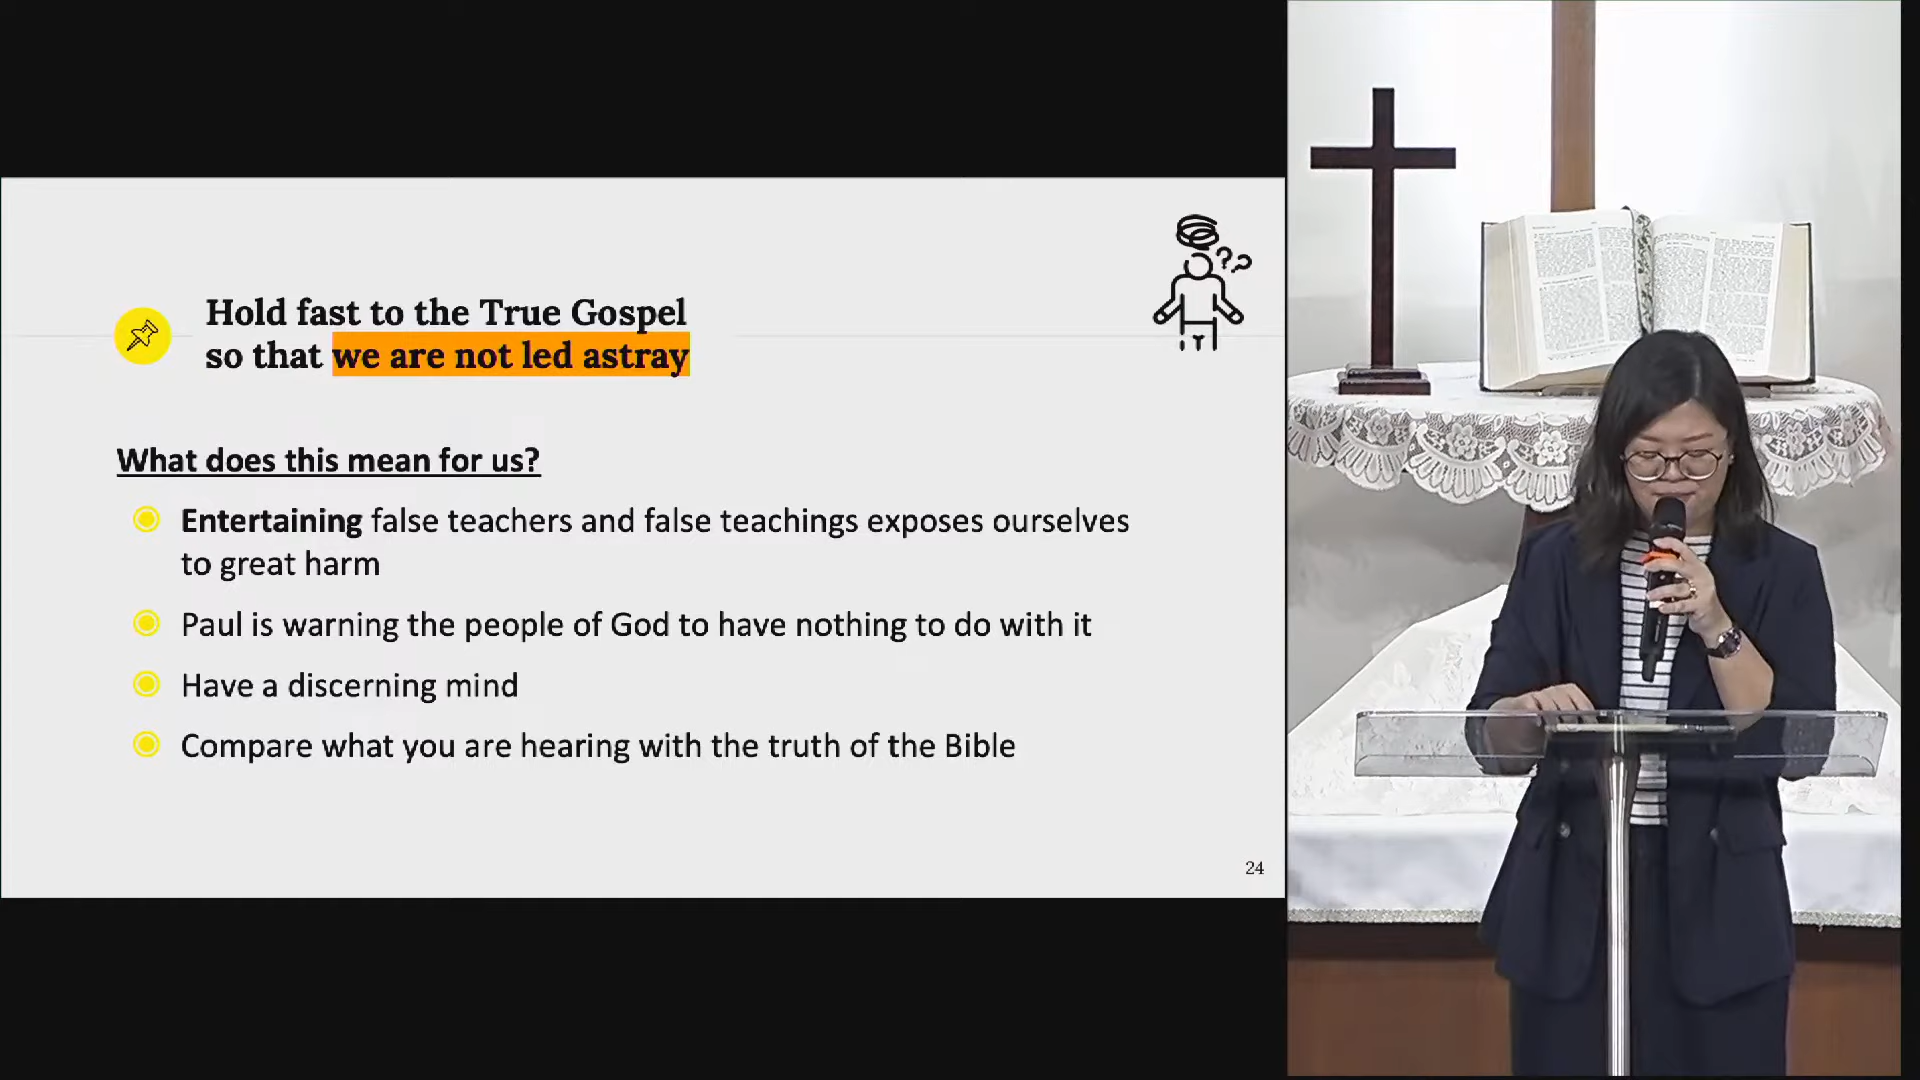 Hold fast to the True Gospel
so that we are not led astray
??
What does this mean for us?
Entertaining false teachers and false teachings exposes ourselves
to great harm
Paul is warning the people of God to have nothing to do with it
Have a discerning mind
Compare what you are hearing with the truth of the Bible
24